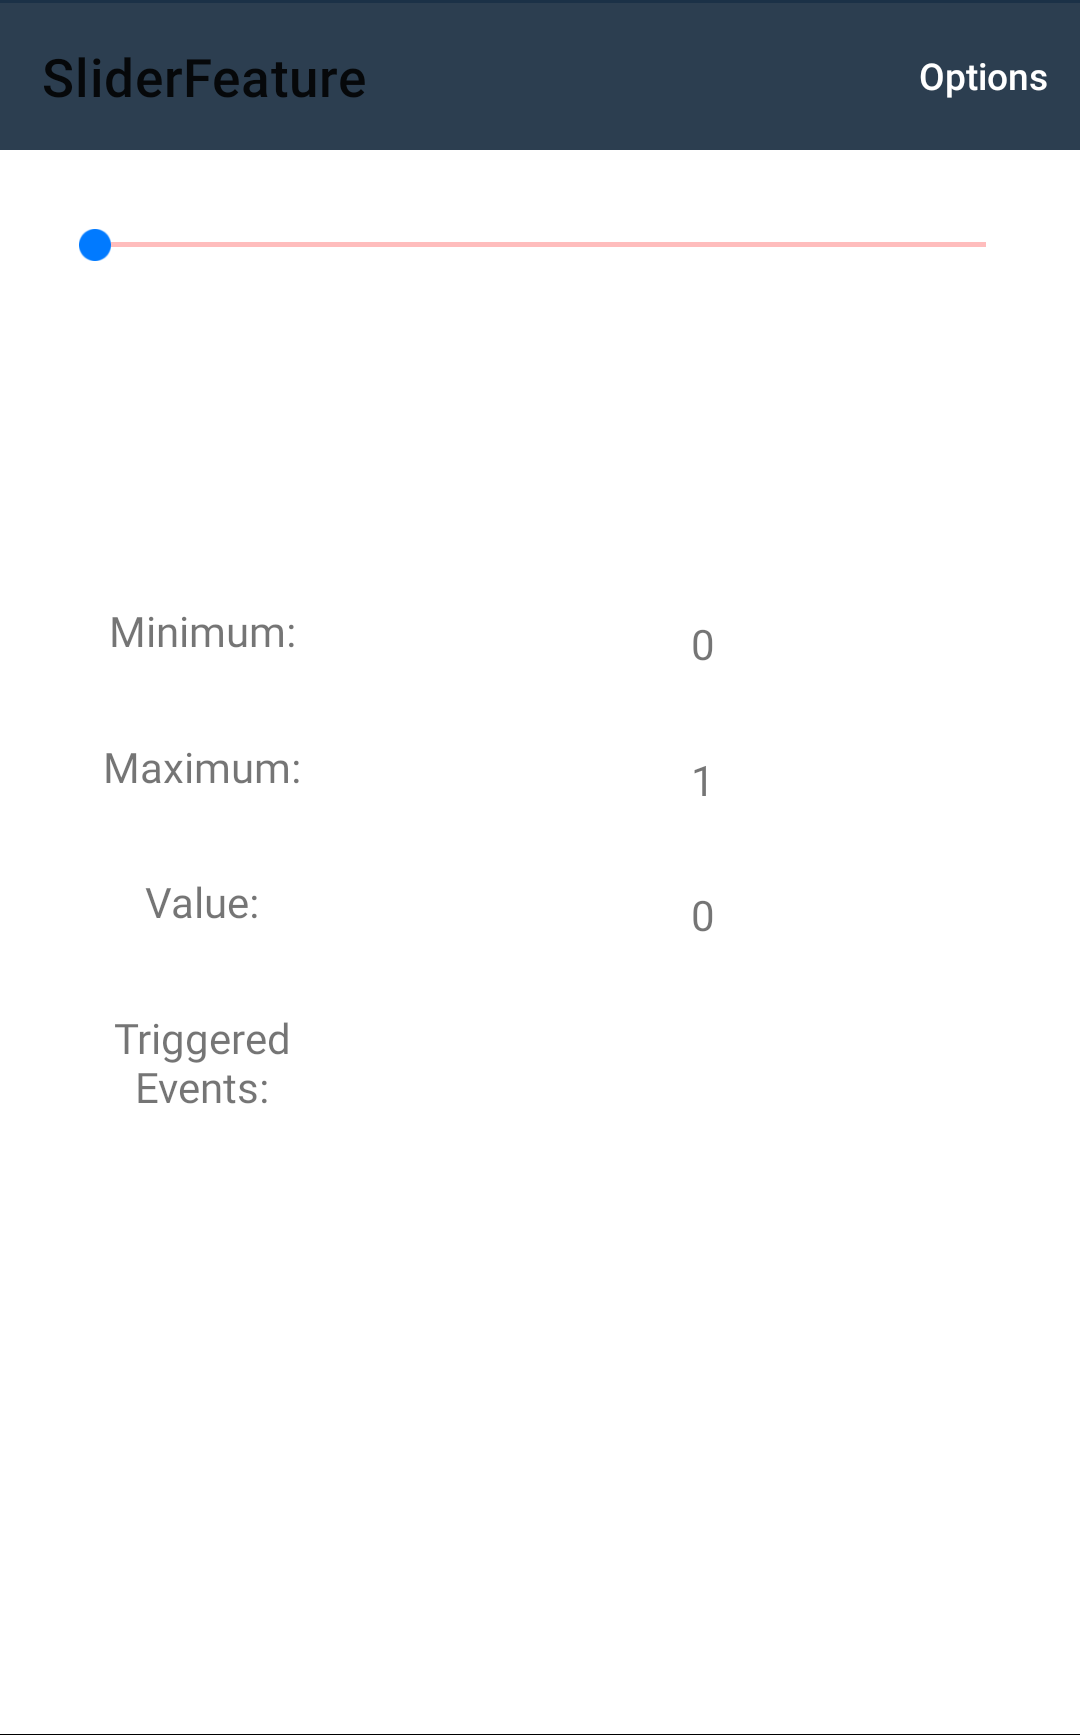 SliderFeature
Options
Minimum:
0
Maximum:
1
Value:
0
Triggered
Events: